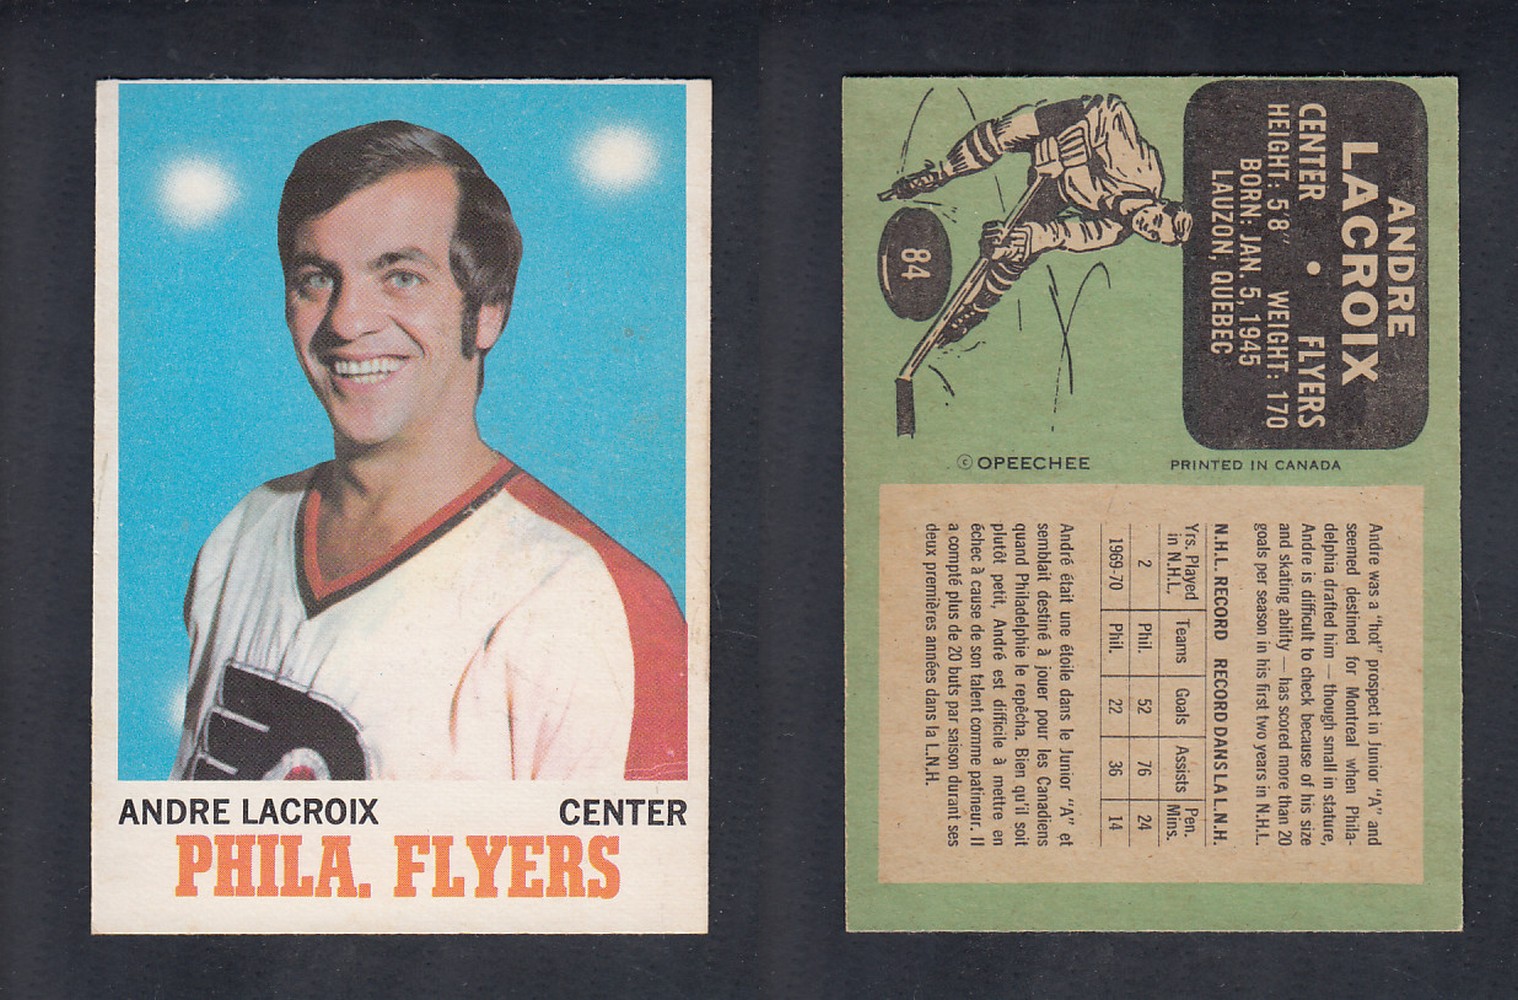 ANDRE LACROIX CENTER
PHILA. FLYERS
ANDRE
LACROIX
CENTER • FLYERS
HEIGHT: 5'8" WEIGHT: 170
BORN: JAN. 5, 1945
LAUZON, QUEBEC
84
© OPEECHEE PRINTED IN CANADA
Andre was a "hot" prospect in Junior "A" and
seemed destined for Montreal when Phila-
delphia drafted him — though small in stature,
Andre is difficult to check because of his size
and skating ability — has scored more than 20
goals per season in his first two years in N.H.L.
N.H.L. RECORD RECORD DANS LA L.N.H.
Yrs. Played in N.H.L. Teams Goals Assists Pen. Mins.
2 Phil. 52 76 24
1969-70 Phil. 22 36 14
André était une étoile dans le Junior "A" et
semblait destiné à jouer pour les Canadiens
quand Philadelphie le repêcha. Bien qu'il soit
plutôt petit, André est difficile à mettre en
échec à cause de son talent comme patineur. Il
a compté plus de 20 buts par saison durant ses
deux premières années dans la L.N.H.